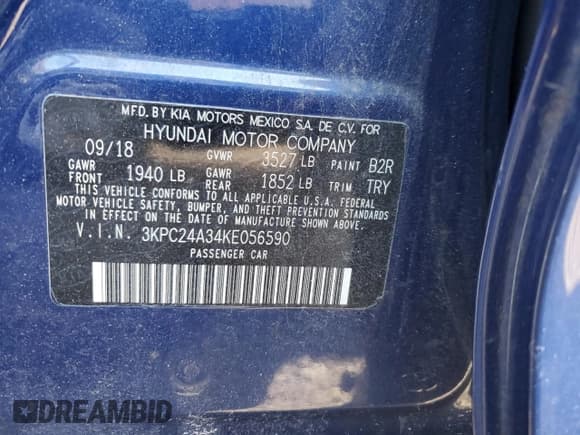 MFD. BY KIA MOTORS MEXICO S.A. DE C.V. FOR
HYUNDAI MOTOR COMPANY
09/18 GVWR 3527 LB PAINT B2R
GAWR FRONT 1940 LB GAWR REAR 1852 LB TRIM TRY
THIS VEHICLE CONFORMS TO ALL APPLICABLE U.S.A. FEDERAL
MOTOR VEHICLE SAFETY, BUMPER, AND THEFT PREVENTION STANDARDS
IN EFFECT ON THE DATE OF MANUFACTURE SHOWN ABOVE.
V.I.N. 3KPC24A34KE056590
PASSENGER CAR
DREAMBID